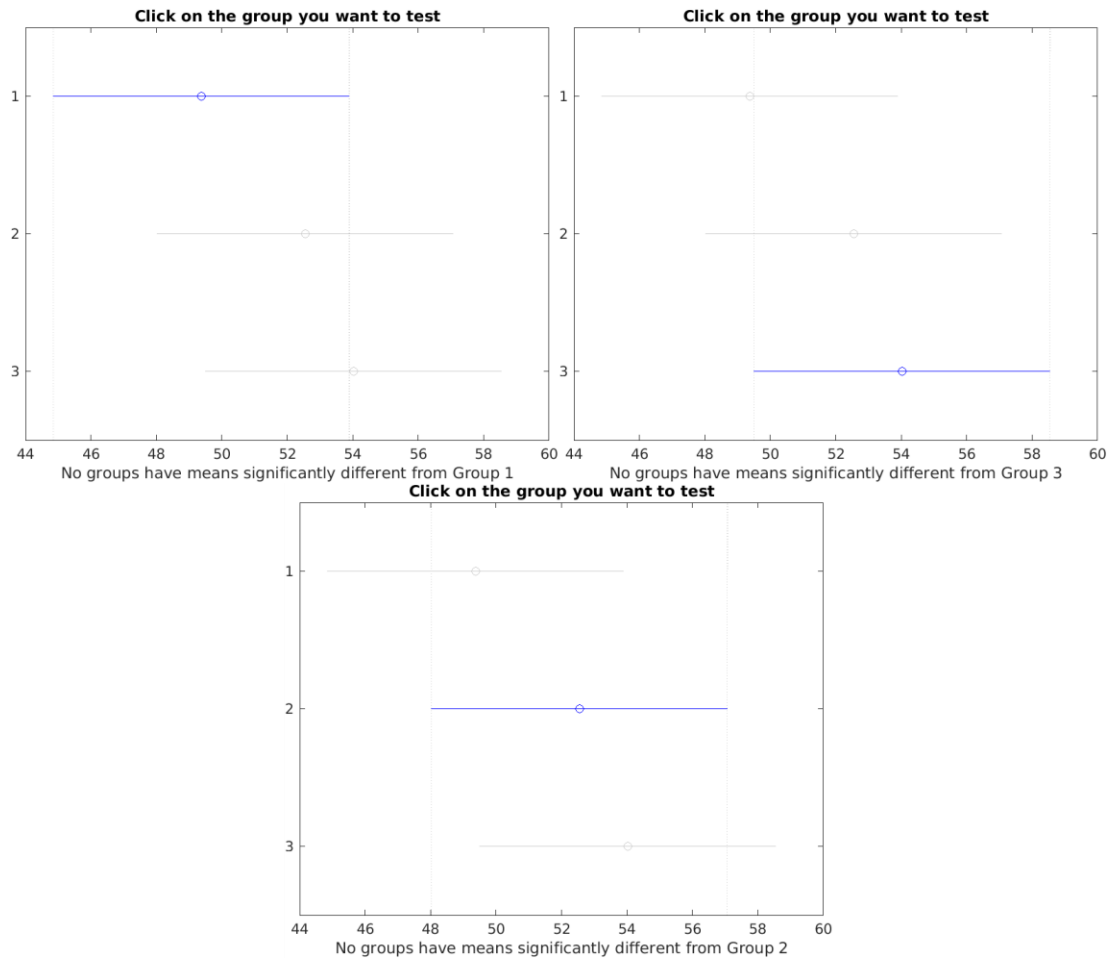 Click on the group you want to test
1
2
3
44 46 48 50 52 54 56 58 60
No groups have means significantly different from Group 1
Click on the group you want to test
1
2
3
44 46 48 50 52 54 56 58 60
No groups have means significantly different from Group 3
Click on the group you want to test
1
2
3
44 46 48 50 52 54 56 58 60
No groups have means significantly different from Group 2